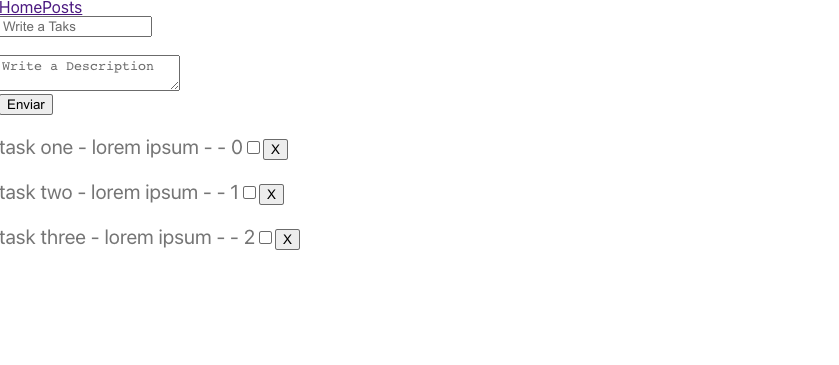 HomePosts
Write a Taks
Write a Description
Enviar
task one - lorem ipsum - - 0 X
task two - lorem ipsum - - 1 X
task three - lorem ipsum - - 2 X